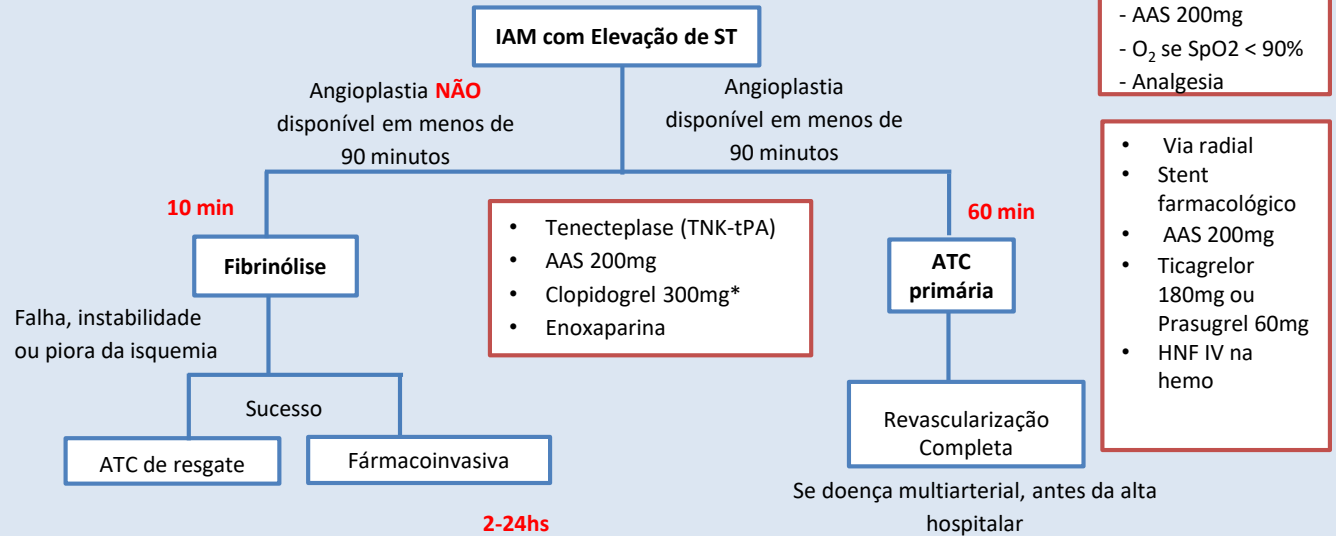 - AAS 200mg
- O₂ se SpO2 < 90%
- Analgesia
IAM com Elevação de ST
Angioplastia NÃO
disponível em menos de
90 minutos
Angioplastia
disponível em menos de
90 minutos
10 min
60 min
Fibrinólise
• Tenecteplase (TNK-tPA)
• AAS 200mg
• Clopidogrel 300mg*
• Enoxaparina
ATC
primária
• Via radial
• Stent
farmacológico
• AAS 200mg
• Ticagrelor
180mg ou
Prasugrel 60mg
• HNF IV na
hemo
Falha, instabilidade
ou piora da isquemia
Sucesso
ATC de resgate
Fármacoinvasiva
2-24hs
Revascularização
Completa
Se doença multiarterial, antes da alta
hospitalar